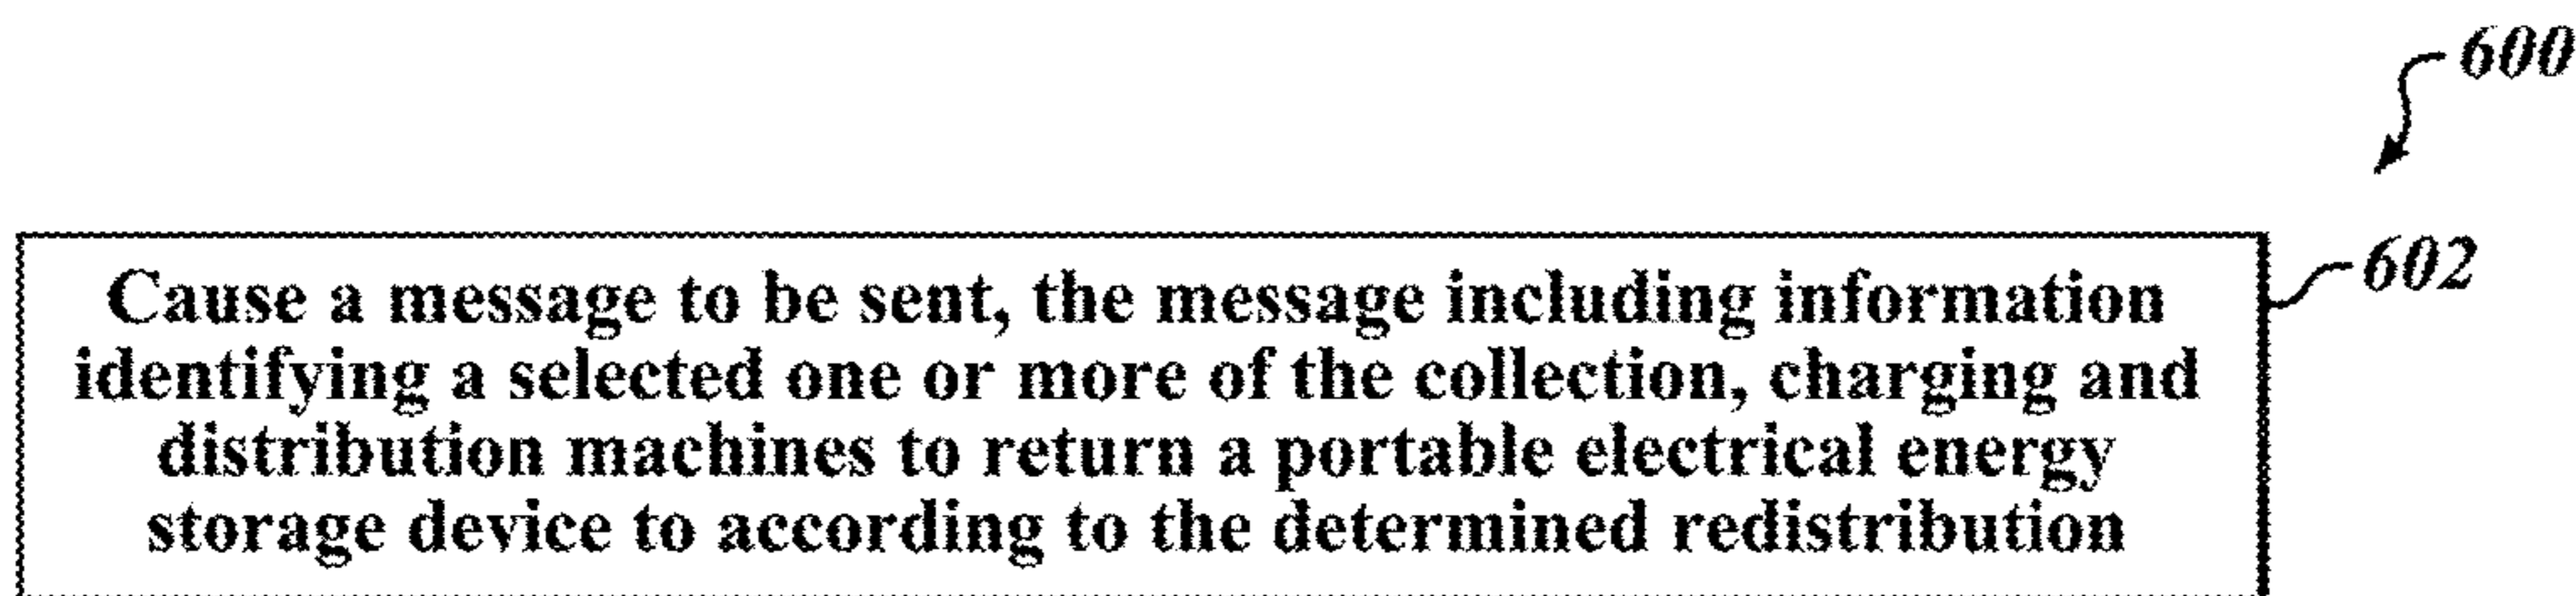 600
602
Cause a message to be sent, the message including information
identifying a selected one or more of the collection, charging and
distribution machines to return a portable electrical energy
storage device to according to the determined redistribution